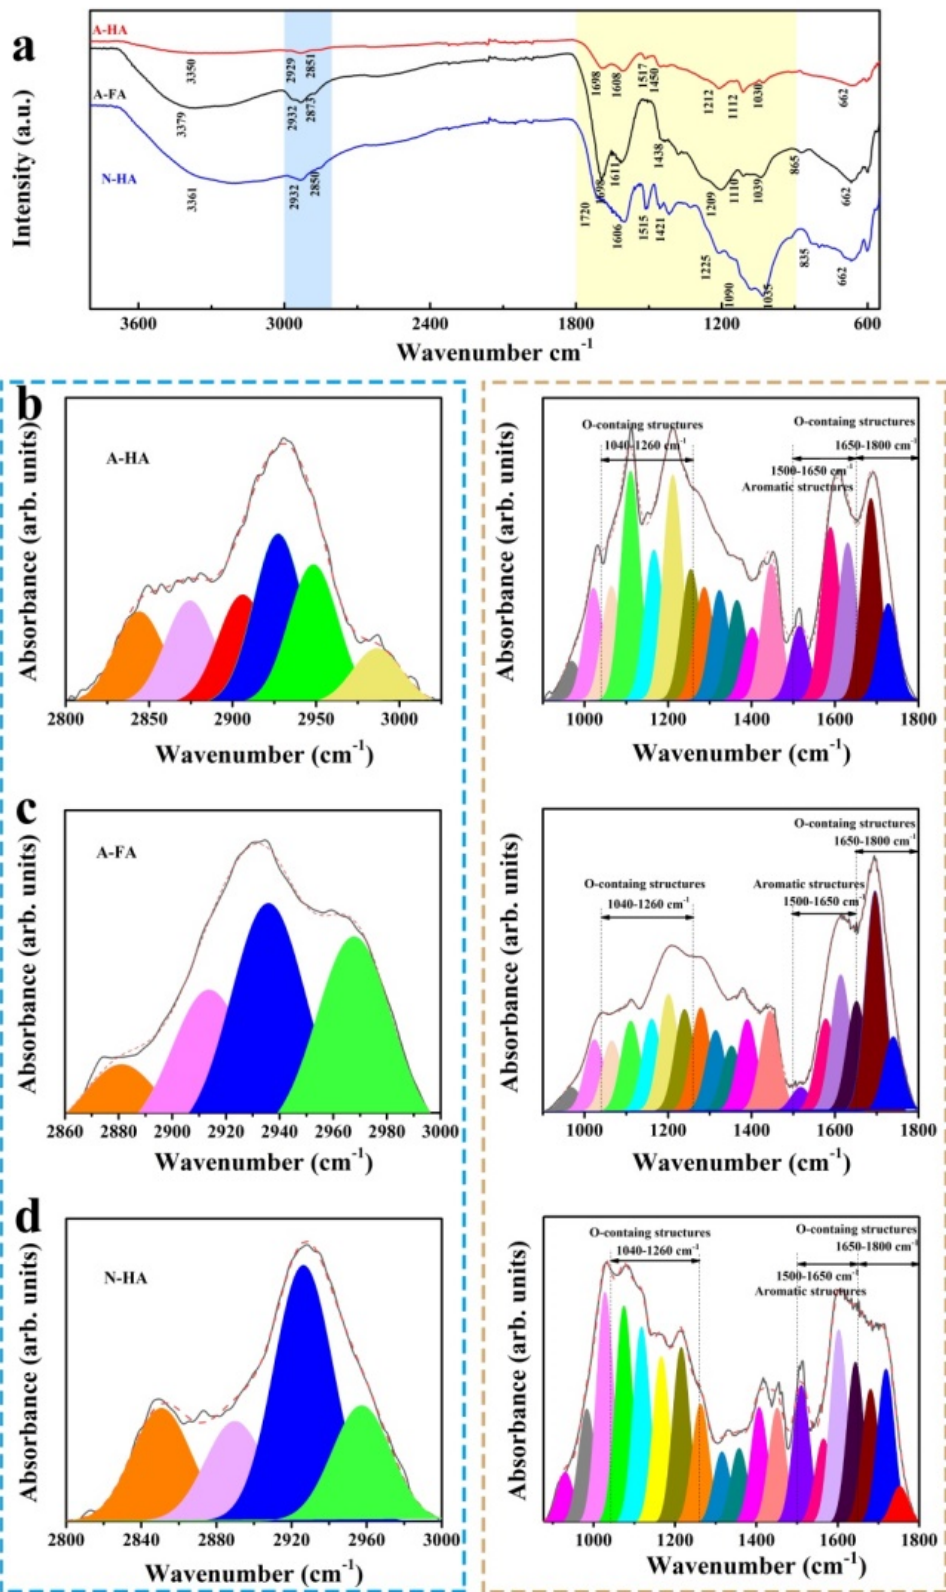 a
A-HA
A-FA
N-HA
3350
2929
2851
1698
1608
1517
1450
1212
1112
1030
662
3379
2932
2873
1698
1611
1438
1209
1110
1039
865
662
3361
2932
2850
1720
1606
1515
1421
1225
1090
1035
835
662
Intensity (a.u.)
3600 3000 2400 1800 1200 600
Wavenumber cm⁻¹
b
A-HA
Absorbance (arb. units)
2800 2850 2900 2950 3000
Wavenumber (cm⁻¹)
O-containg structures
1040-1260 cm⁻¹
O-containg structures
1650-1800 cm⁻¹
1500-1650 cm⁻¹
Aromatic structures
Absorbance (arb. units)
1000 1200 1400 1600 1800
Wavenumber (cm⁻¹)
c
A-FA
Absorbance (arb. units)
2860 2880 2900 2920 2940 2960 2980 3000
Wavenumber (cm⁻¹)
O-containg structures
1650-1800 cm⁻¹
O-containg structures
1040-1260 cm⁻¹
Aromatic structures
1500-1650 cm⁻¹
Absorbance (arb. units)
1000 1200 1400 1600 1800
Wavenumber (cm⁻¹)
d
N-HA
Absorbance (arb. units)
2800 2840 2880 2920 2960 3000
Wavenumber (cm⁻¹)
O-containg structures
1040-1260 cm⁻¹
O-containg structures
1650-1800 cm⁻¹
1500-1650 cm⁻¹
Aromatic structures
Absorbance (arb. units)
1000 1200 1400 1600 1800
Wavenumber (cm⁻¹)